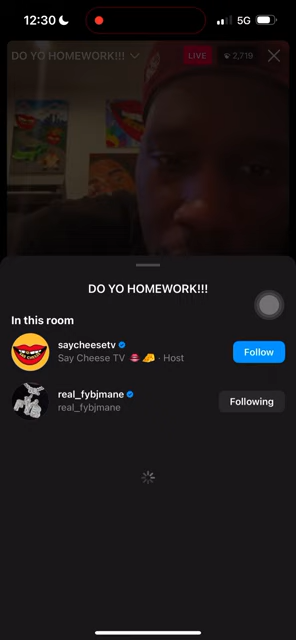 12:30
5G
DO YO HOMEWORK!!!
LIVE
2,719
DO YO HOMEWORK!!!
In this room
saycheesetv
Say Cheese TV 👄🧀 · Host
Follow
real_fybjmane
real_fybjmane
Following